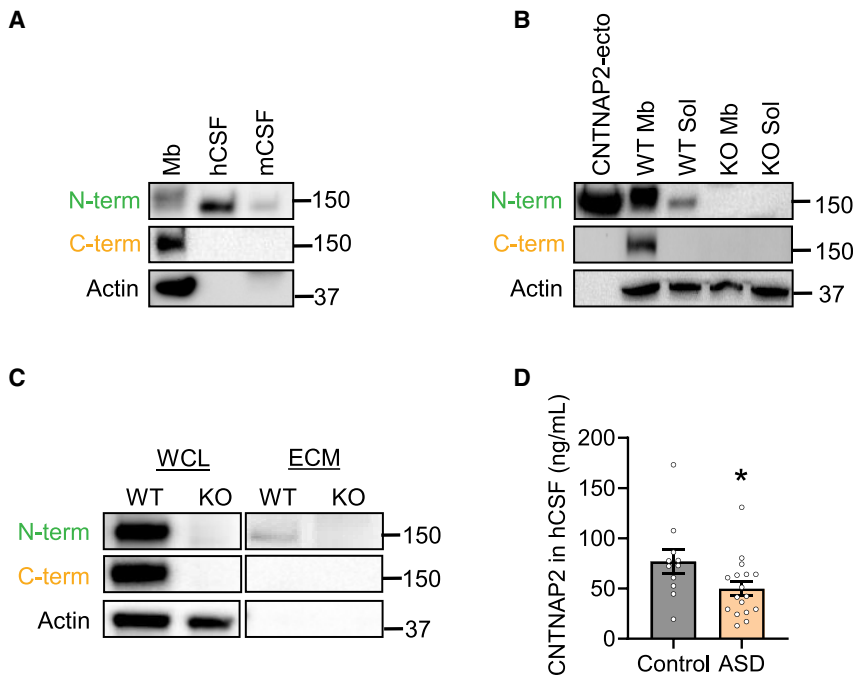 A
Mb
hCSF
mCSF
N-term
150
C-term
150
Actin
37
B
CNTNAP2-ecto
WT Mb
WT Sol
KO Mb
KO Sol
N-term
150
C-term
150
Actin
37
C
WCL ECM
WT KO WT KO
N-term
150
C-term
150
Actin
37
D
CNTNAP2 in hCSF (ng/mL)
200
150
100
50
0
*
Control ASD